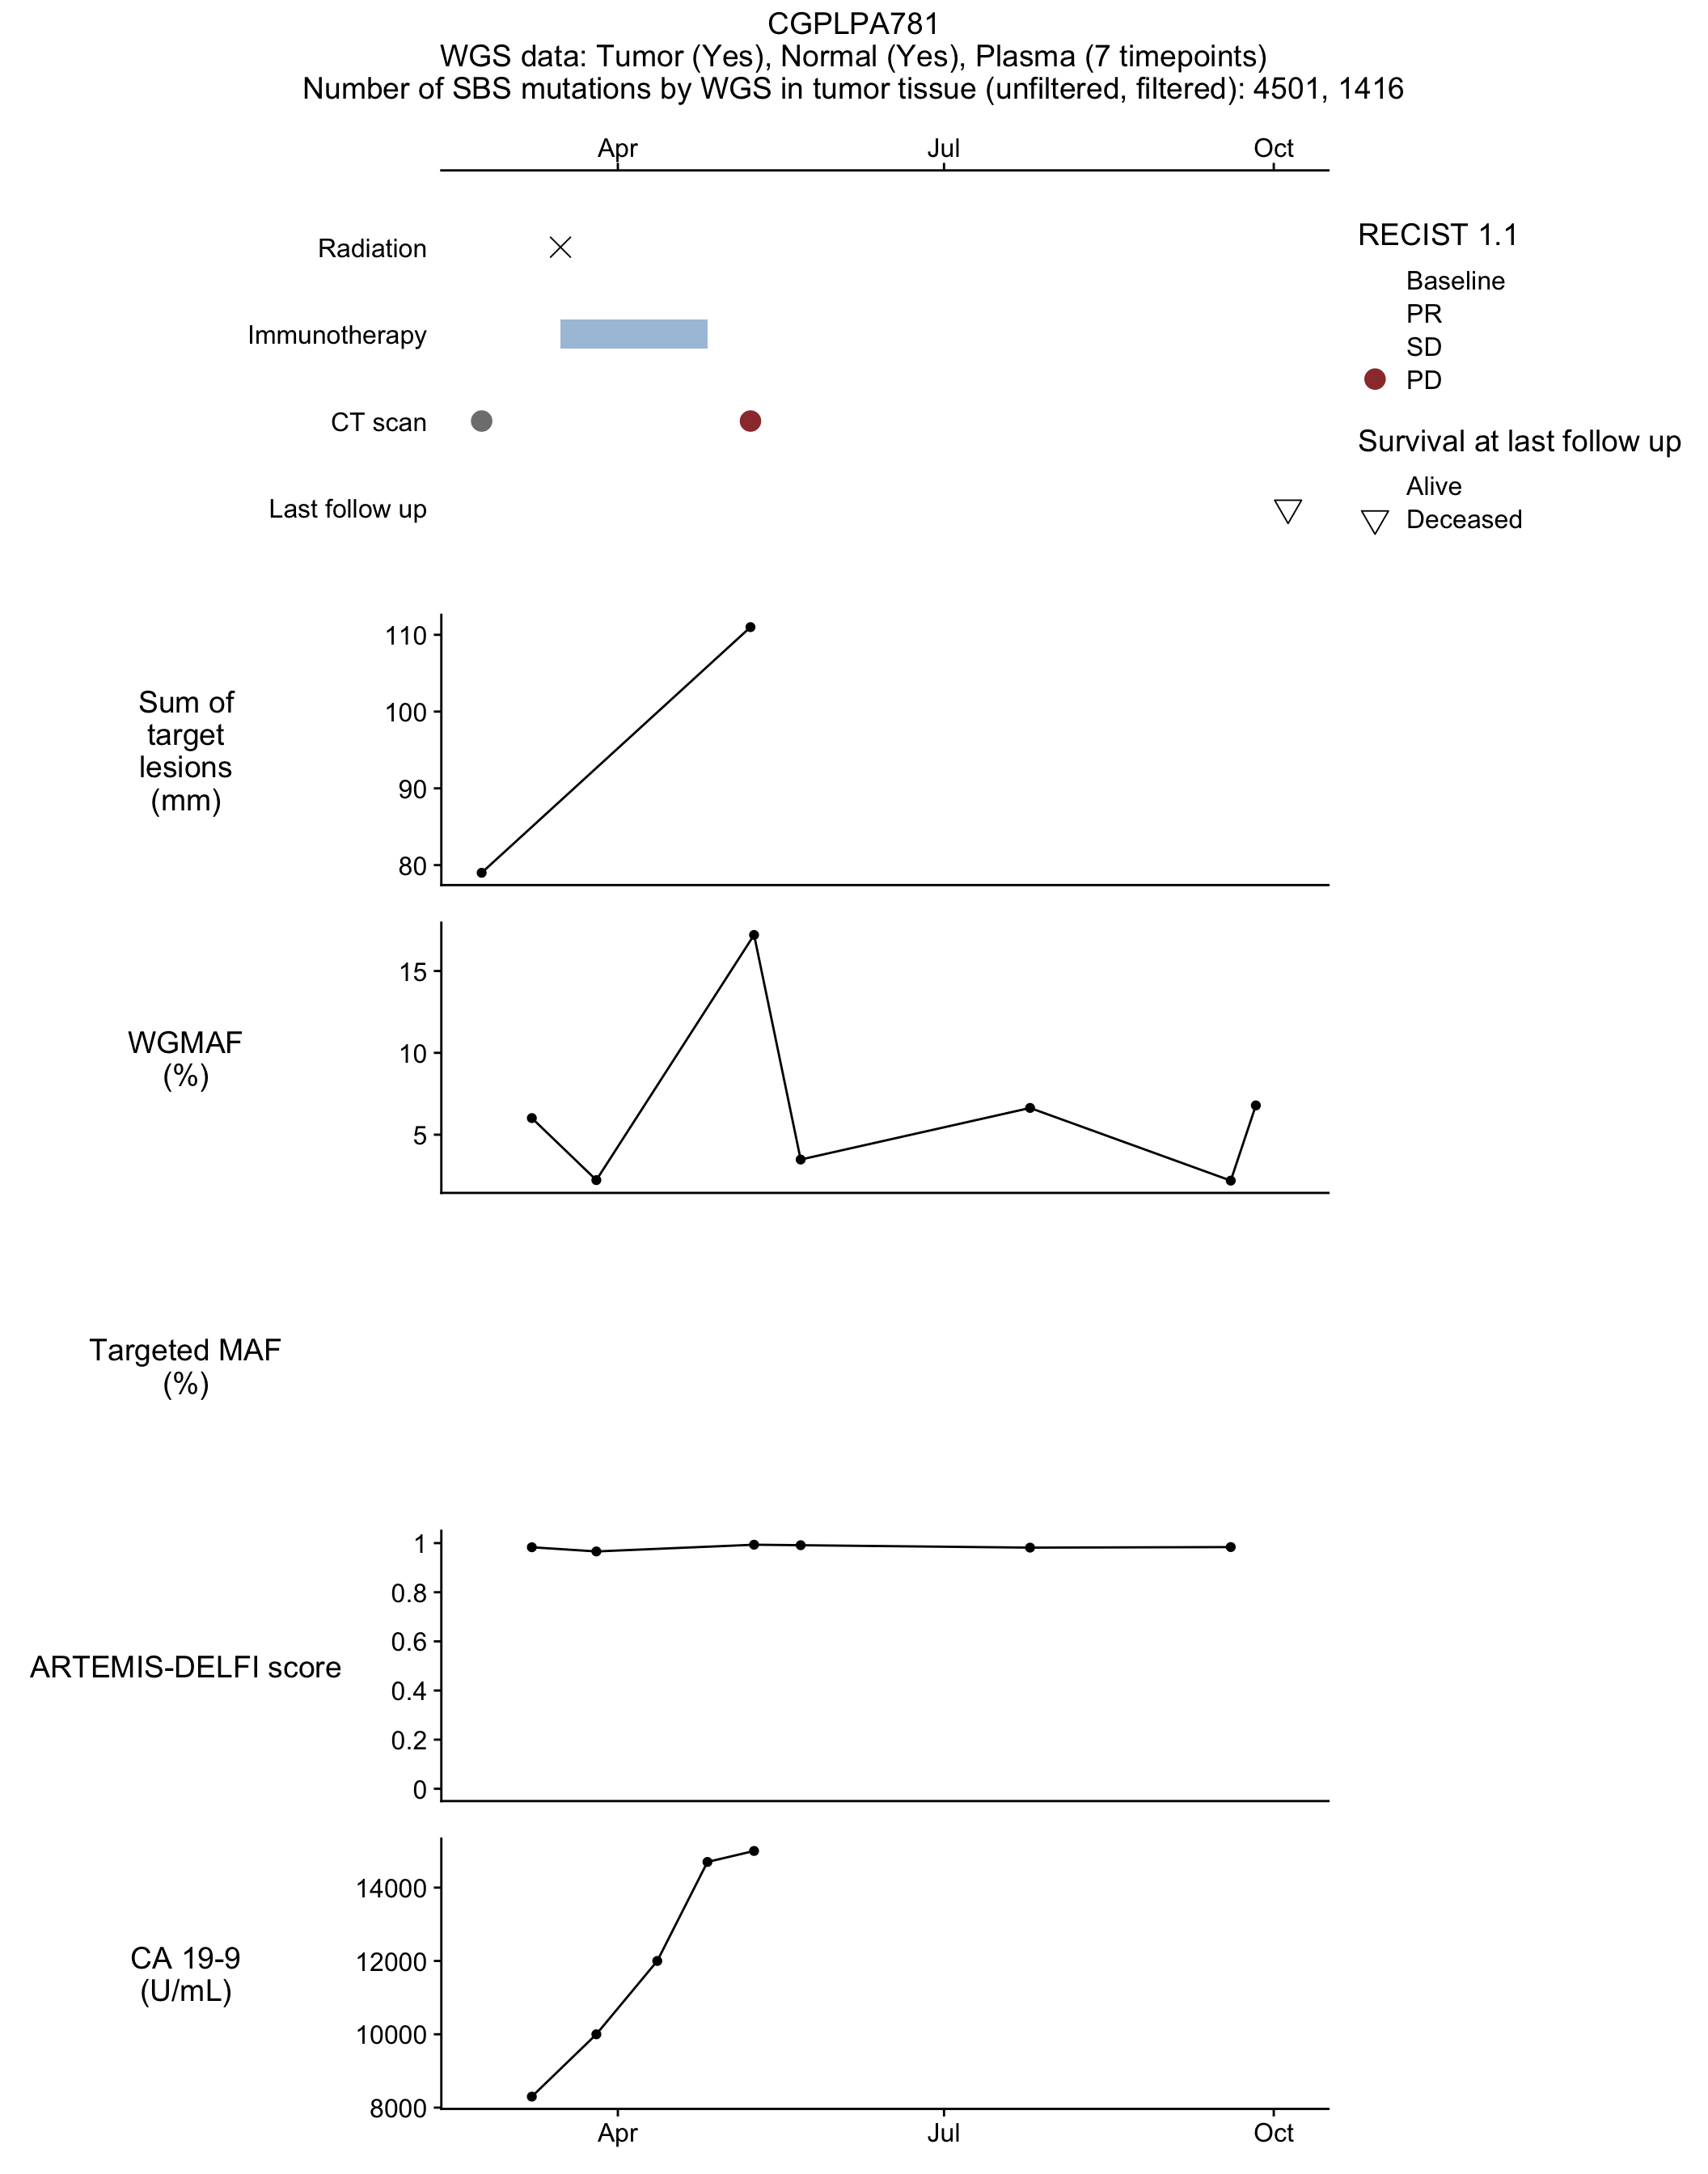 CGPLPA781
WGS data: Tumor (Yes), Normal (Yes), Plasma (7 timepoints)
Number of SBS mutations by WGS in tumor tissue (unfiltered, filtered): 4501, 1416
Apr Jul Oct
Radiation
Immunotherapy
CT scan
Last follow up
RECIST 1.1
Baseline
PR
SD
PD
Survival at last follow up
Alive
Deceased
Sum of
target
lesions
(mm)
110
100
90
80
WGMAF
(%)
15
10
5
Targeted MAF
(%)
ARTEMIS-DELFI score
1
0.8
0.6
0.4
0.2
0
CA 19-9
(U/mL)
14000
12000
10000
8000
Apr Jul Oct